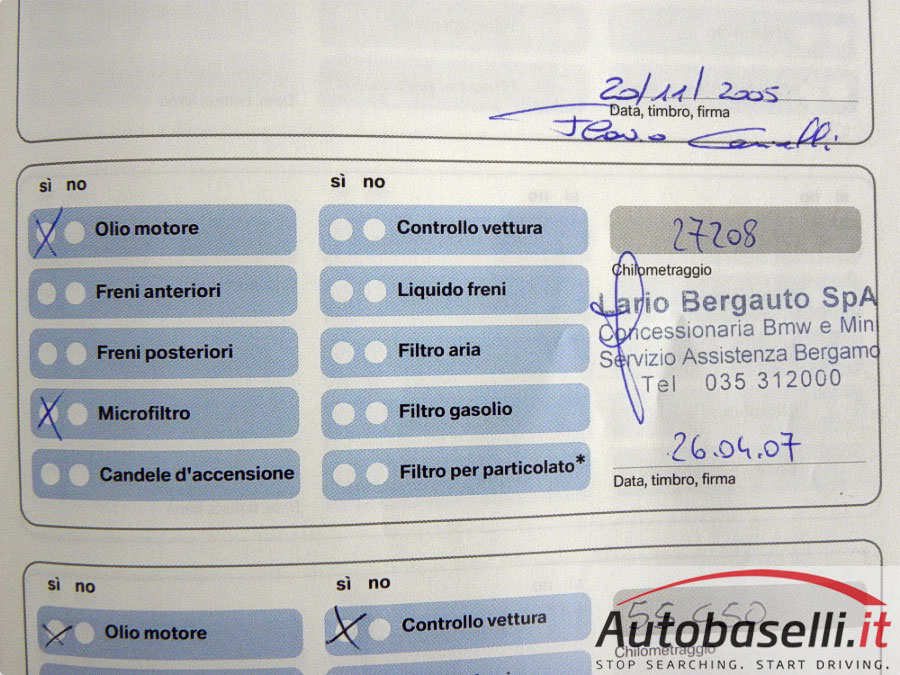 20/11/2005
Data, timbro, firma
sì no
sì no
Olio motore
Controllo vettura
27208
Chilometraggio
Freni anteriori
Liquido freni
Lario Bergauto SpA
Concessionaria Bmw e Mini
Servizio Assistenza Bergamo
Tel 035 312000
Freni posteriori
Filtro aria
Microfiltro
Filtro gasolio
26.04.07
Data, timbro, firma
Candele d'accensione
Filtro per particolato*
sì no
sì no
Olio motore
Controllo vettura
Chilometraggio
Autobaselli.it
STOP SEARCHING. START DRIVING.